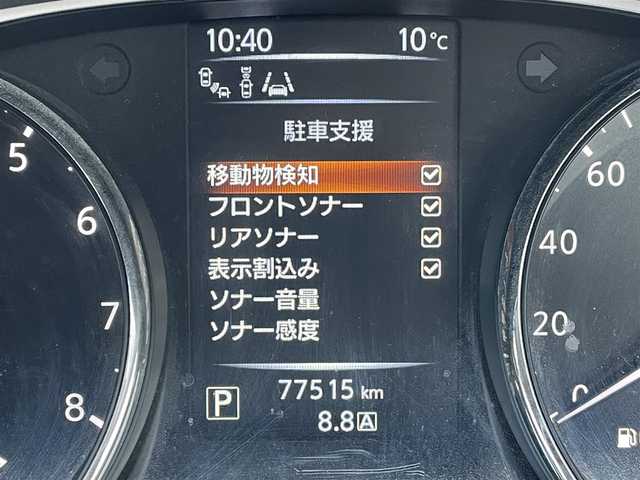 10:40 10°C
駐車支援
移動物検知
フロントソナー
リアソナー
表示割込み
ソナー音量
ソナー感度
P 77515 km
8.8 A
5
6
7
8
60
40
20
0